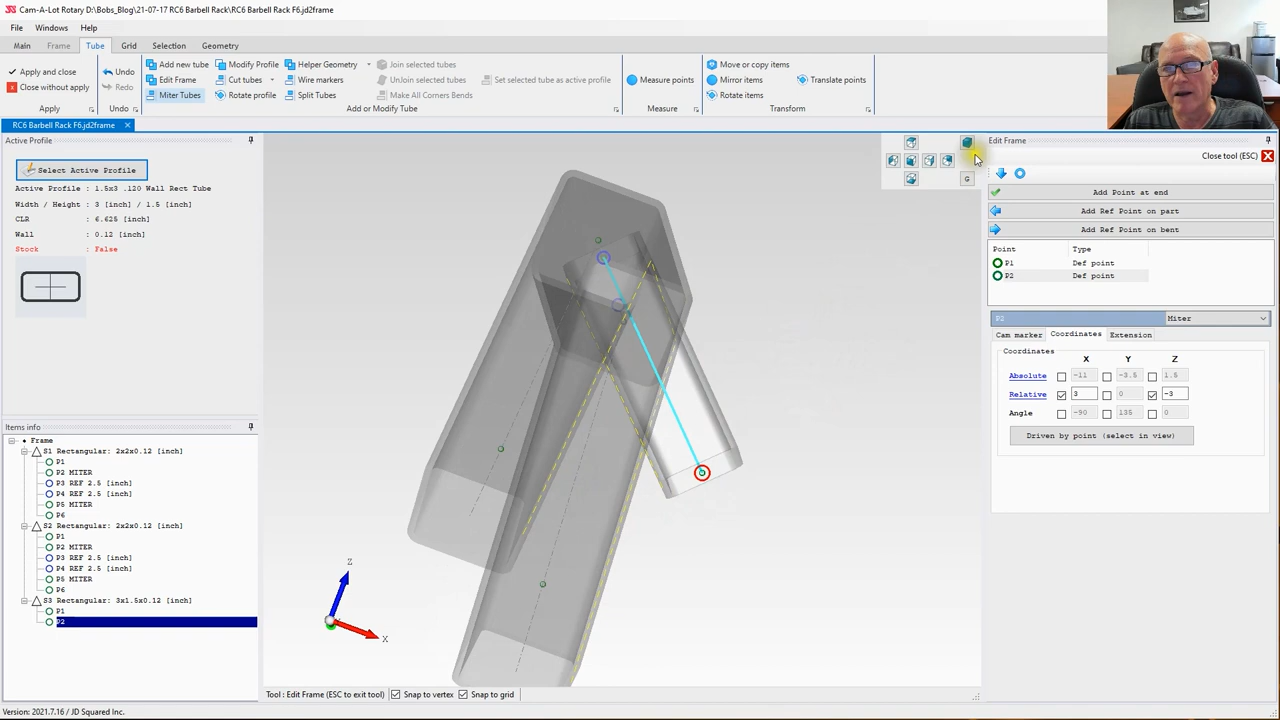 Cam-A-Lot Rotary D:\Bobs_Blog\21-07-17 RC6 Barbell Rack\RC6 Barbell Rack F6.jd2frame
File Windows Help
Main Frame Tube Grid Selection Geometry
Apply and close
Close without apply
Apply
Undo
Redo
Undo
Add new tube Modify Profile Helper Geometry Join selected tubes
Edit Frame Cut tubes Wire markers UnJoin selected tubes Set selected tube as active profile
Miter Tubes Rotate profile Split Tubes Make All Corners Bends
Add or Modify Tube
Measure points
Measure
Move or copy items
Mirror items Translate points
Rotate items
Transform
RC6 Barbell Rack F6.jd2frame
Active Profile
Select Active Profile
Active Profile : 1.5x3 .120 Wall Rect Tube
Width / Height : 3 [inch] / 1.5 [inch]
CLR : 6.625 [inch]
Wall : 0.12 [inch]
Stock : False
Items info
Frame
S1 Rectangular: 2x2x0.12 [inch]
P1
P2 MITER
P3 REF 2.5 [inch]
P4 REF 2.5 [inch]
P5 MITER
P6
S2 Rectangular: 2x2x0.12 [inch]
P1
P2 MITER
P3 REF 2.5 [inch]
P4 REF 2.5 [inch]
P5 MITER
P6
S3 Rectangular: 3x1.5x0.12 [inch]
P1
P2
G
Z
X
Tool : Edit Frame (ESC to exit tool) Snap to vertex Snap to grid
Edit Frame
Close tool (ESC)
Add Point at end
Add Ref Point on part
Add Ref Point on bent
Point Type
P1 Def point
P2 Def point
P2 Miter
Cam marker Coordinates Extension
Coordinates
X Y Z
Absolute -11 -3.5 1.5
Relative 3 0 -3
Angle -90 135 0
Driven by point (select in view)
Version: 2021.7.16 / JD Squared Inc.